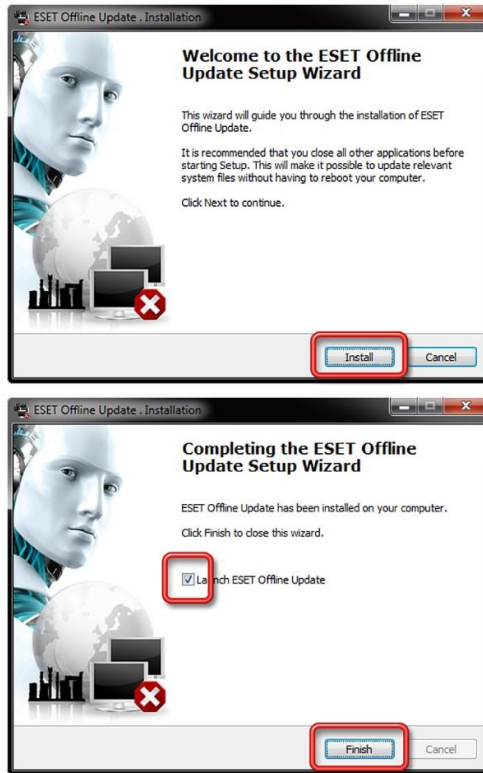 ESET Offline Update . Installation
Welcome to the ESET Offline
Update Setup Wizard
This wizard will guide you through the installation of ESET
Offline Update.
It is recommended that you close all other applications before
starting Setup. This will make it possible to update relevant
system files without having to reboot your computer.
Click Next to continue.
Install
Cancel
ESET Offline Update . Installation
Completing the ESET Offline
Update Setup Wizard
ESET Offline Update has been installed on your computer.
Click Finish to close this wizard.
Launch ESET Offline Update
Finish
Cancel